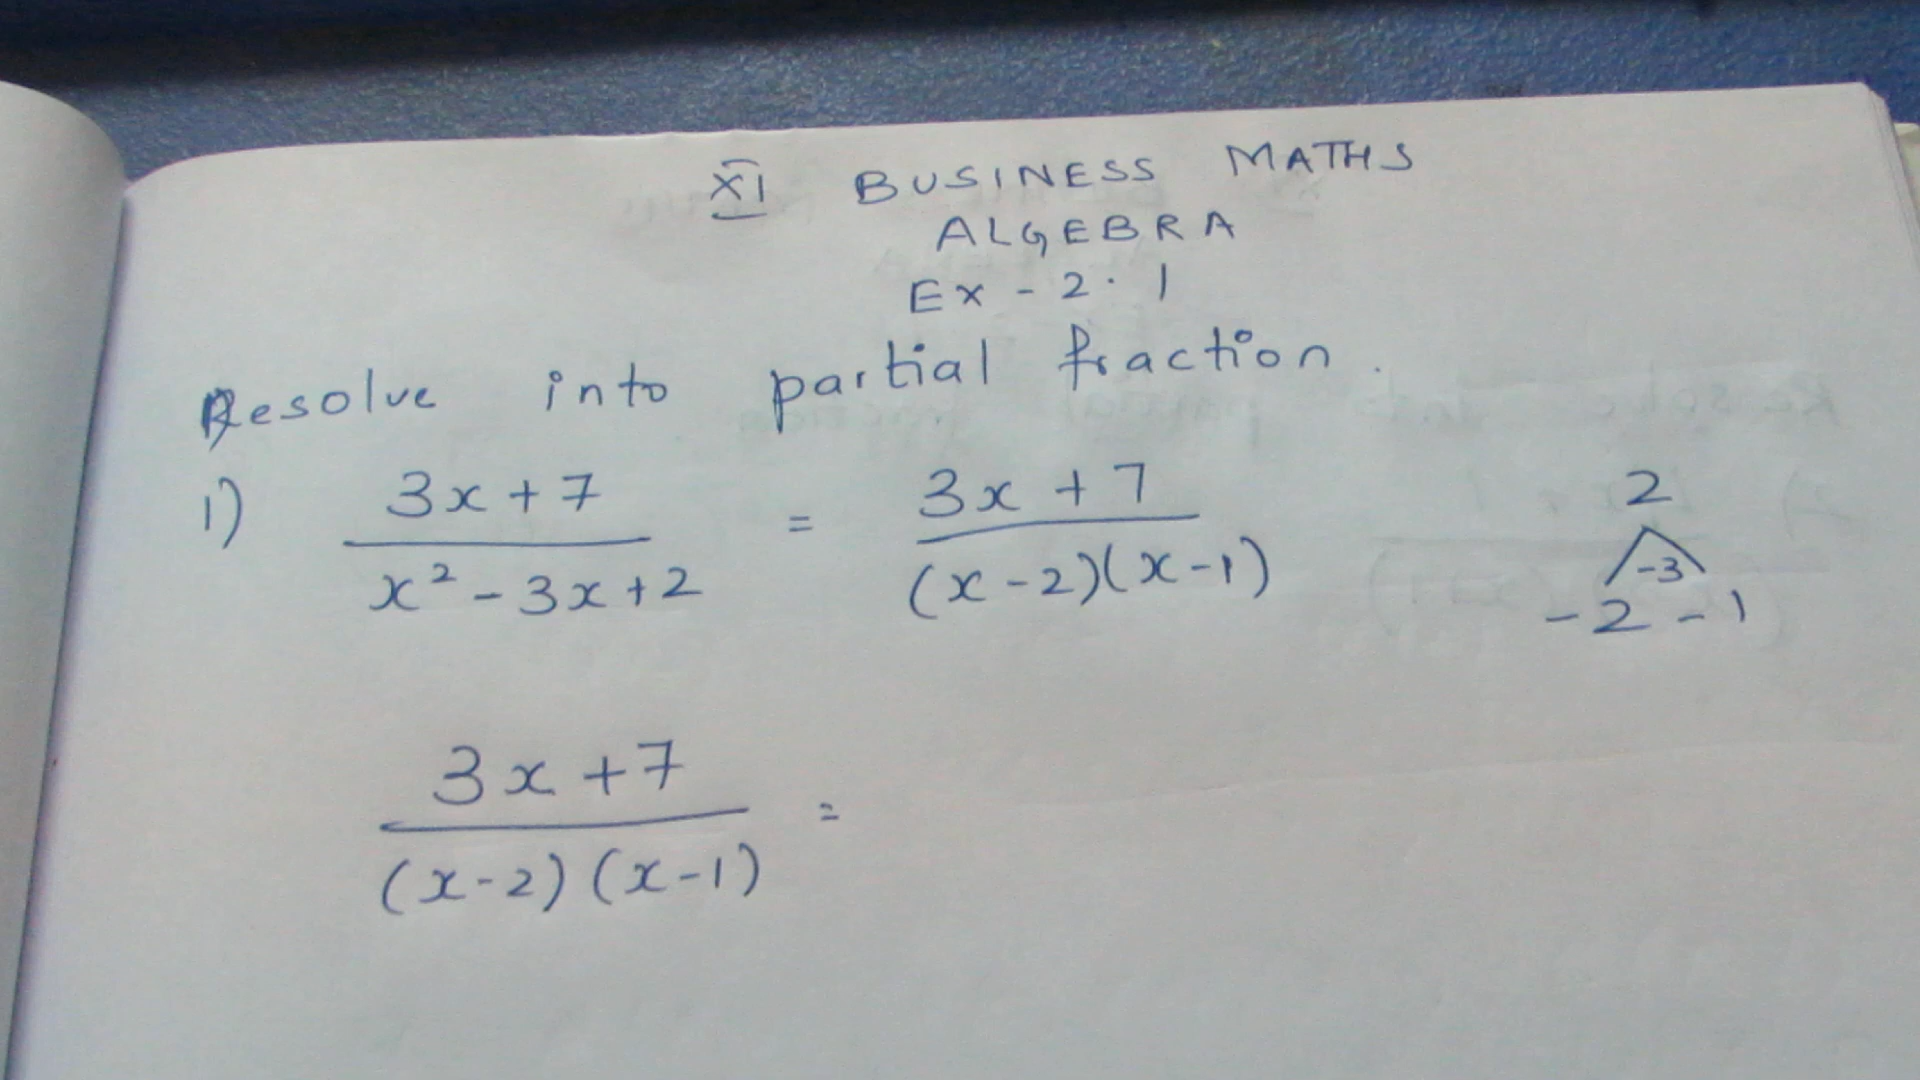 XI BUSINESS MATHS
ALGEBRA
Ex - 2.1
Resolve into partial fraction.
1) 3x+7 / x² - 3x + 2 = 3x + 7 / (x-2)(x-1)
2
-3
-2 -1
3x+7 / (x-2)(x-1) =